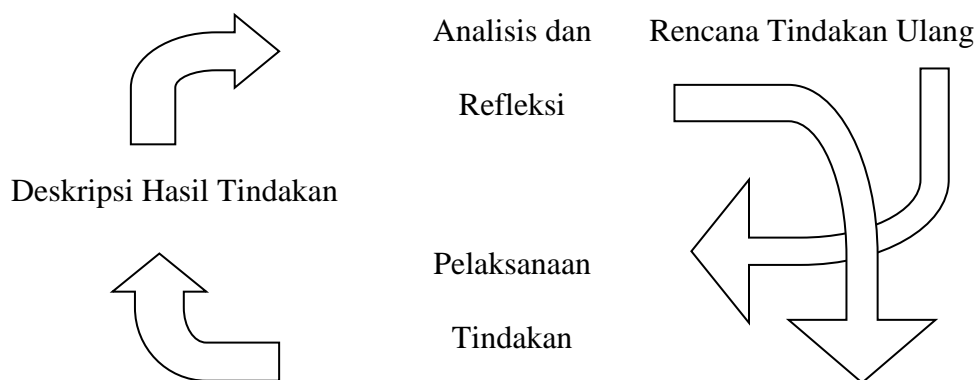 Analisis dan Rencana Tindakan Ulang
Refleksi
Deskripsi Hasil Tindakan
Pelaksanaan
Tindakan